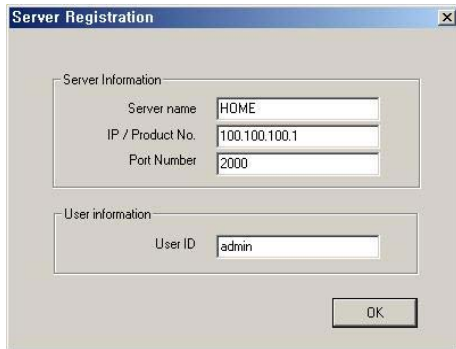 Server Registration
Server Information
Server name HOME
IP / Product No. 100.100.100.1
Port Number 2000
User information
User ID admin
OK